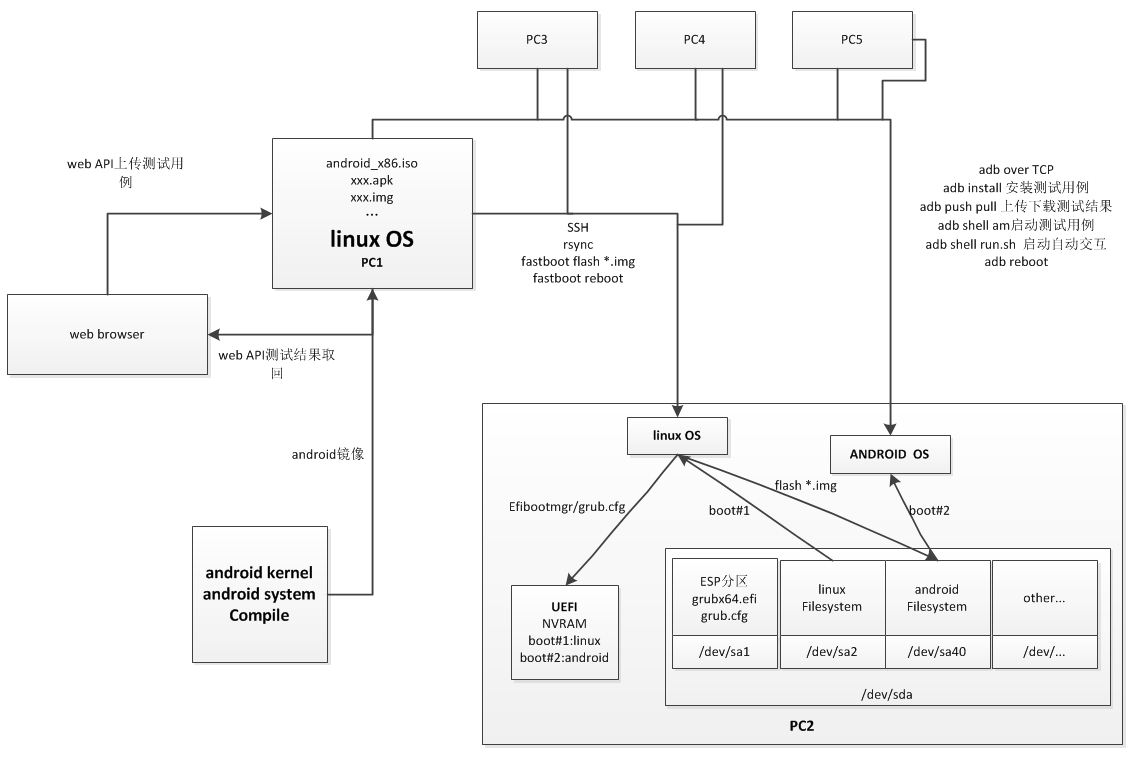 PC3
PC4
PC5
web API上传测试用
例
android_x86.iso
xxx.apk
xxx.img
...
linux OS
PC1
adb over TCP
adb install 安装测试用例
adb push pull 上传下载测试结果
adb shell am启动测试用例
adb shell run.sh 启动自动交互
adb reboot
SSH
rsync
fastboot flash *.img
fastboot reboot
web browser
web API测试结果取
回
android镜像
linux OS
ANDROID OS
flash *.img
Efibootmgr/grub.cfg
boot#1
boot#2
android kernel
android system
Compile
UEFI
NVRAM
boot#1:linux
boot#2:android
ESP分区
grubx64.efi
grub.cfg
linux
Filesystem
android
Filesystem
other...
/dev/sa1
/dev/sa2
/dev/sa40
/dev/...
/dev/sda
PC2